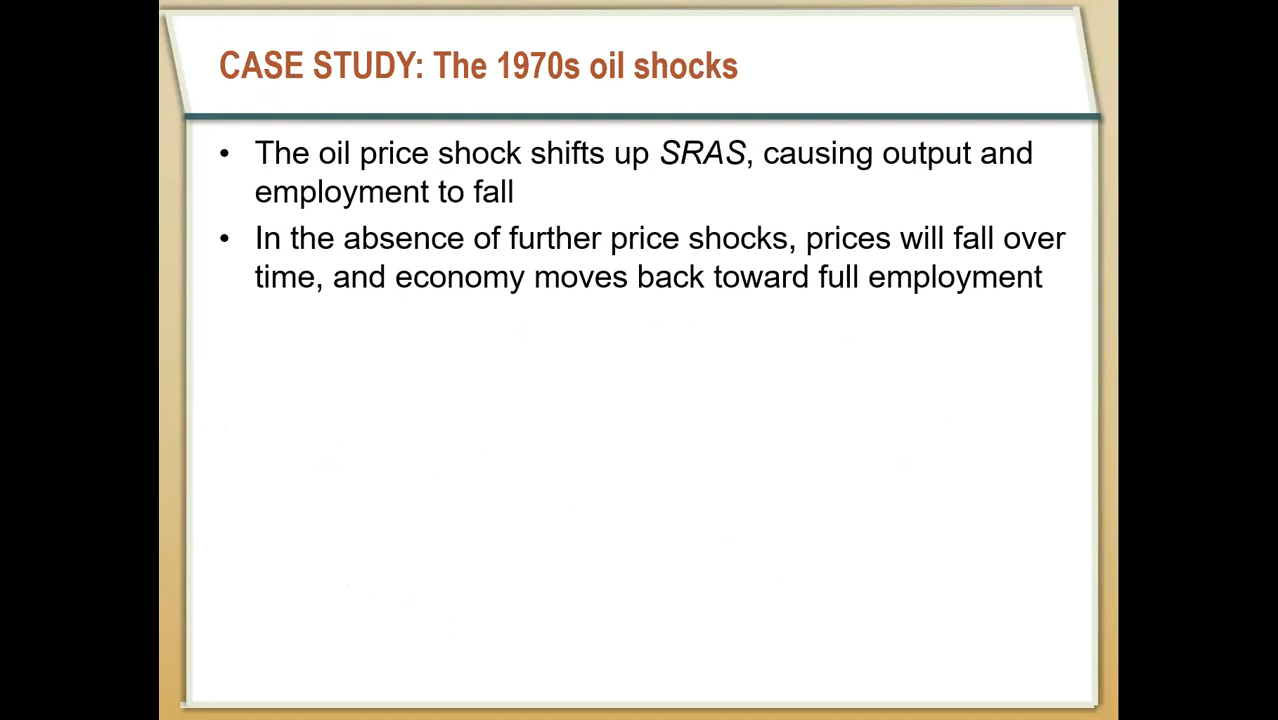 CASE STUDY: The 1970s oil shocks
• The oil price shock shifts up SRAS, causing output and
employment to fall
• In the absence of further price shocks, prices will fall over
time, and economy moves back toward full employment